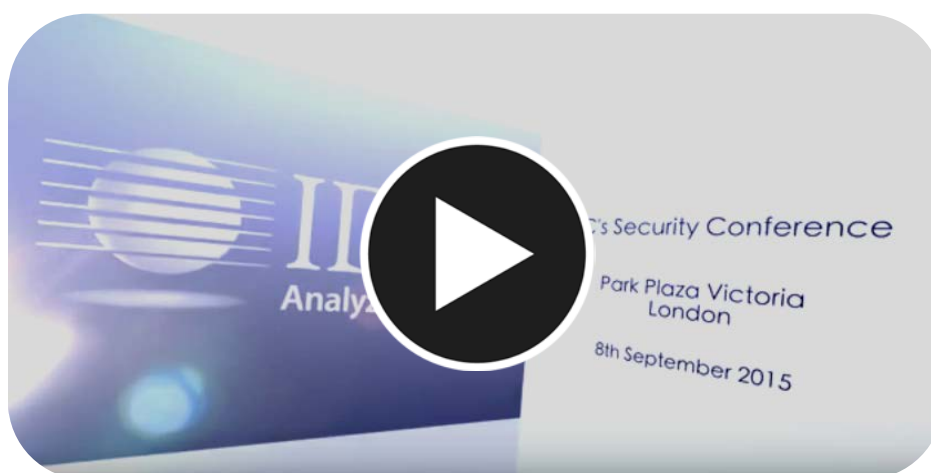 Analyz
's Security Conference
Park Plaza Victoria
London
8th September 2015